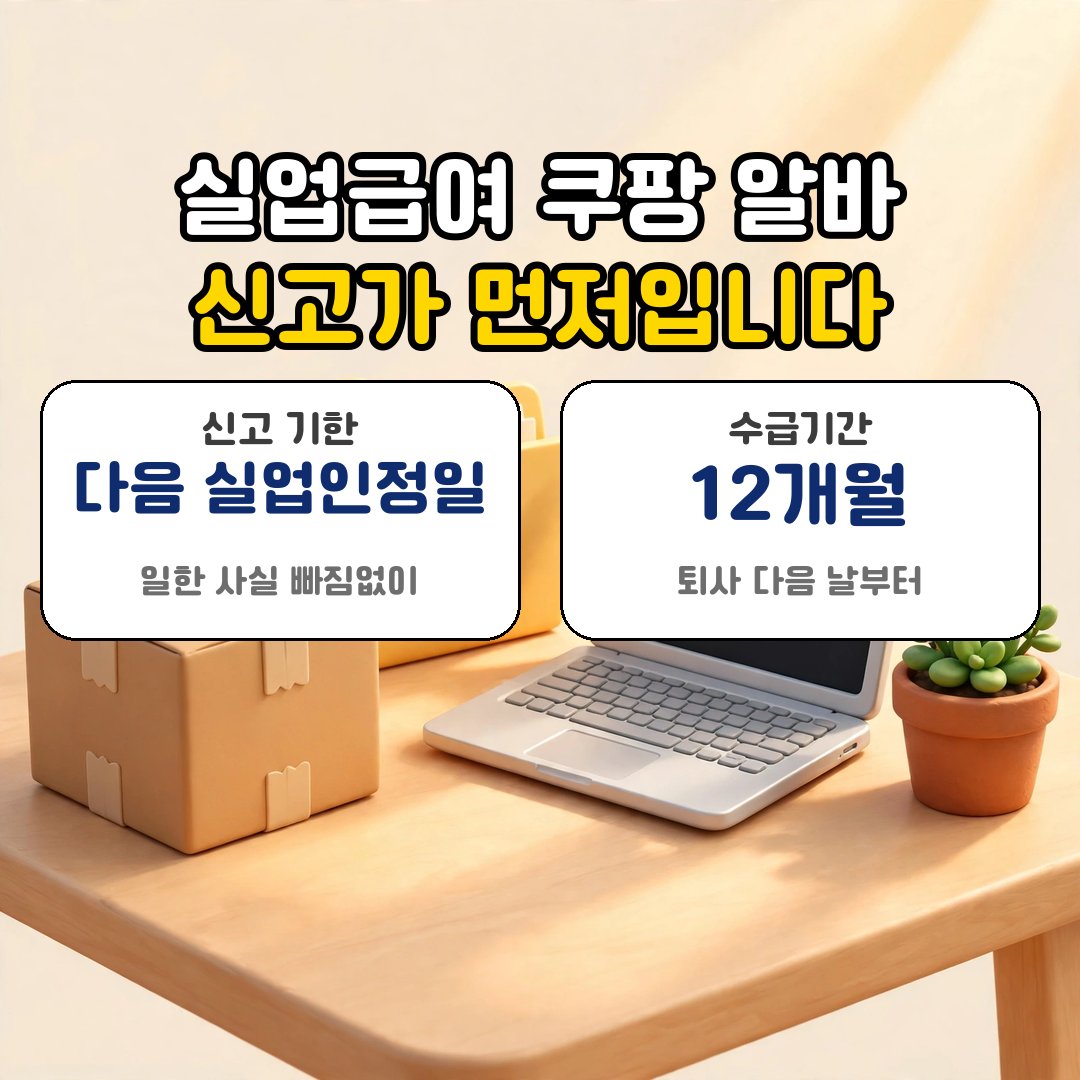 실업급여 쿠팡 알바
신고가 먼저입니다
신고 기한
다음 실업인정일
일한 사실 빠짐없이
수급기간
12개월
퇴사 다음 날부터